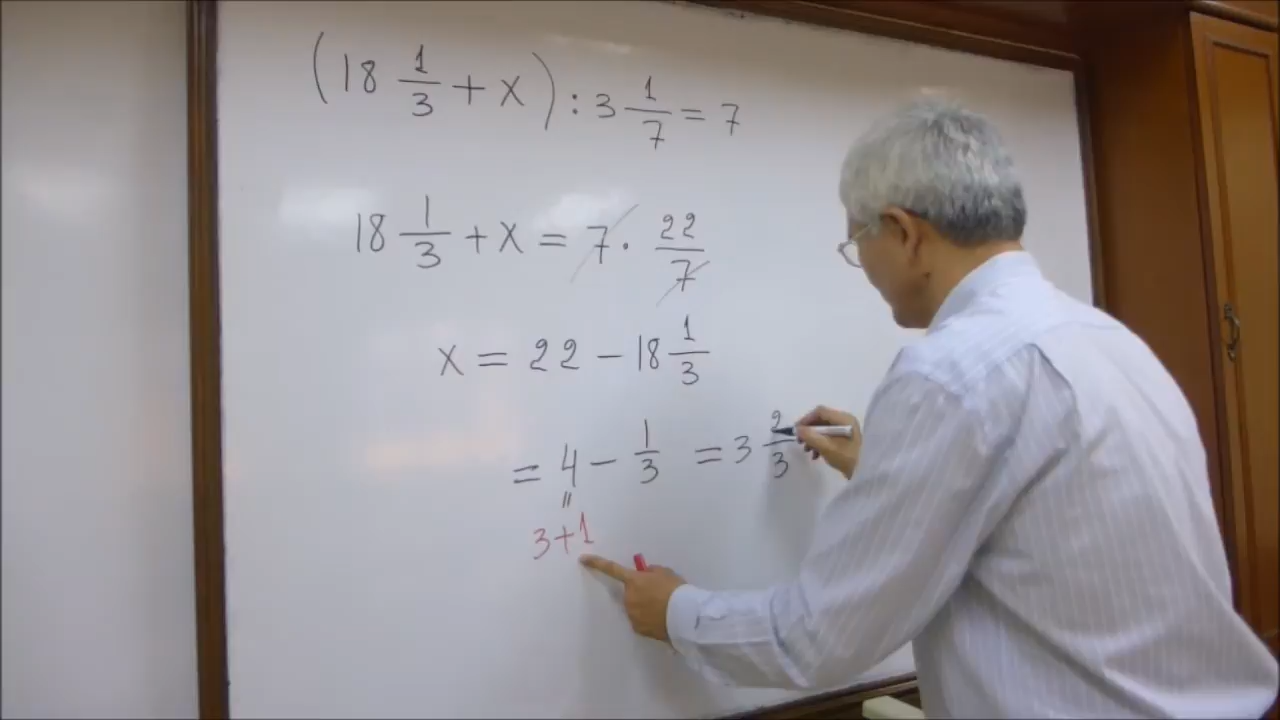 (18 1/3 + x) : 3 1/7 = 7
18 1/3 + x = 7 · 22/7
x = 22 − 18 1/3
= 4 − 1/3 = 3 2/3
=
3+1